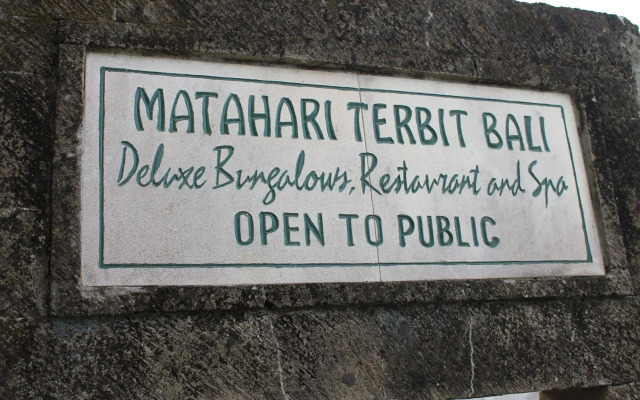 MATAHARI TERBIT BALI
Deluxe Bungalows, Restaurant and Spa
OPEN TO PUBLIC